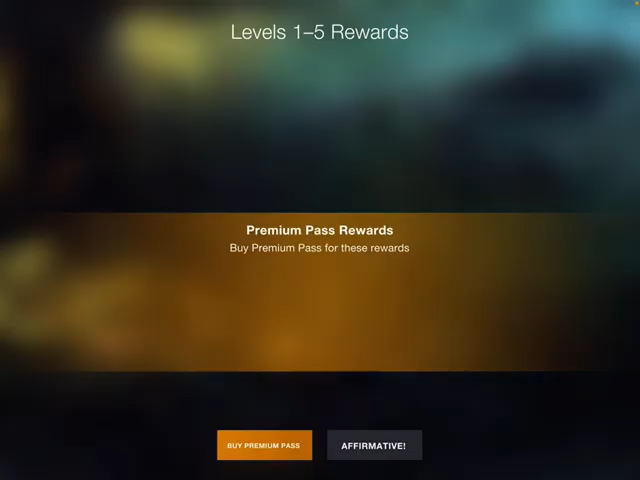 Levels 1–5 Rewards
Premium Pass Rewards
Buy Premium Pass for these rewards
BUY PREMIUM PASS
AFFIRMATIVE!